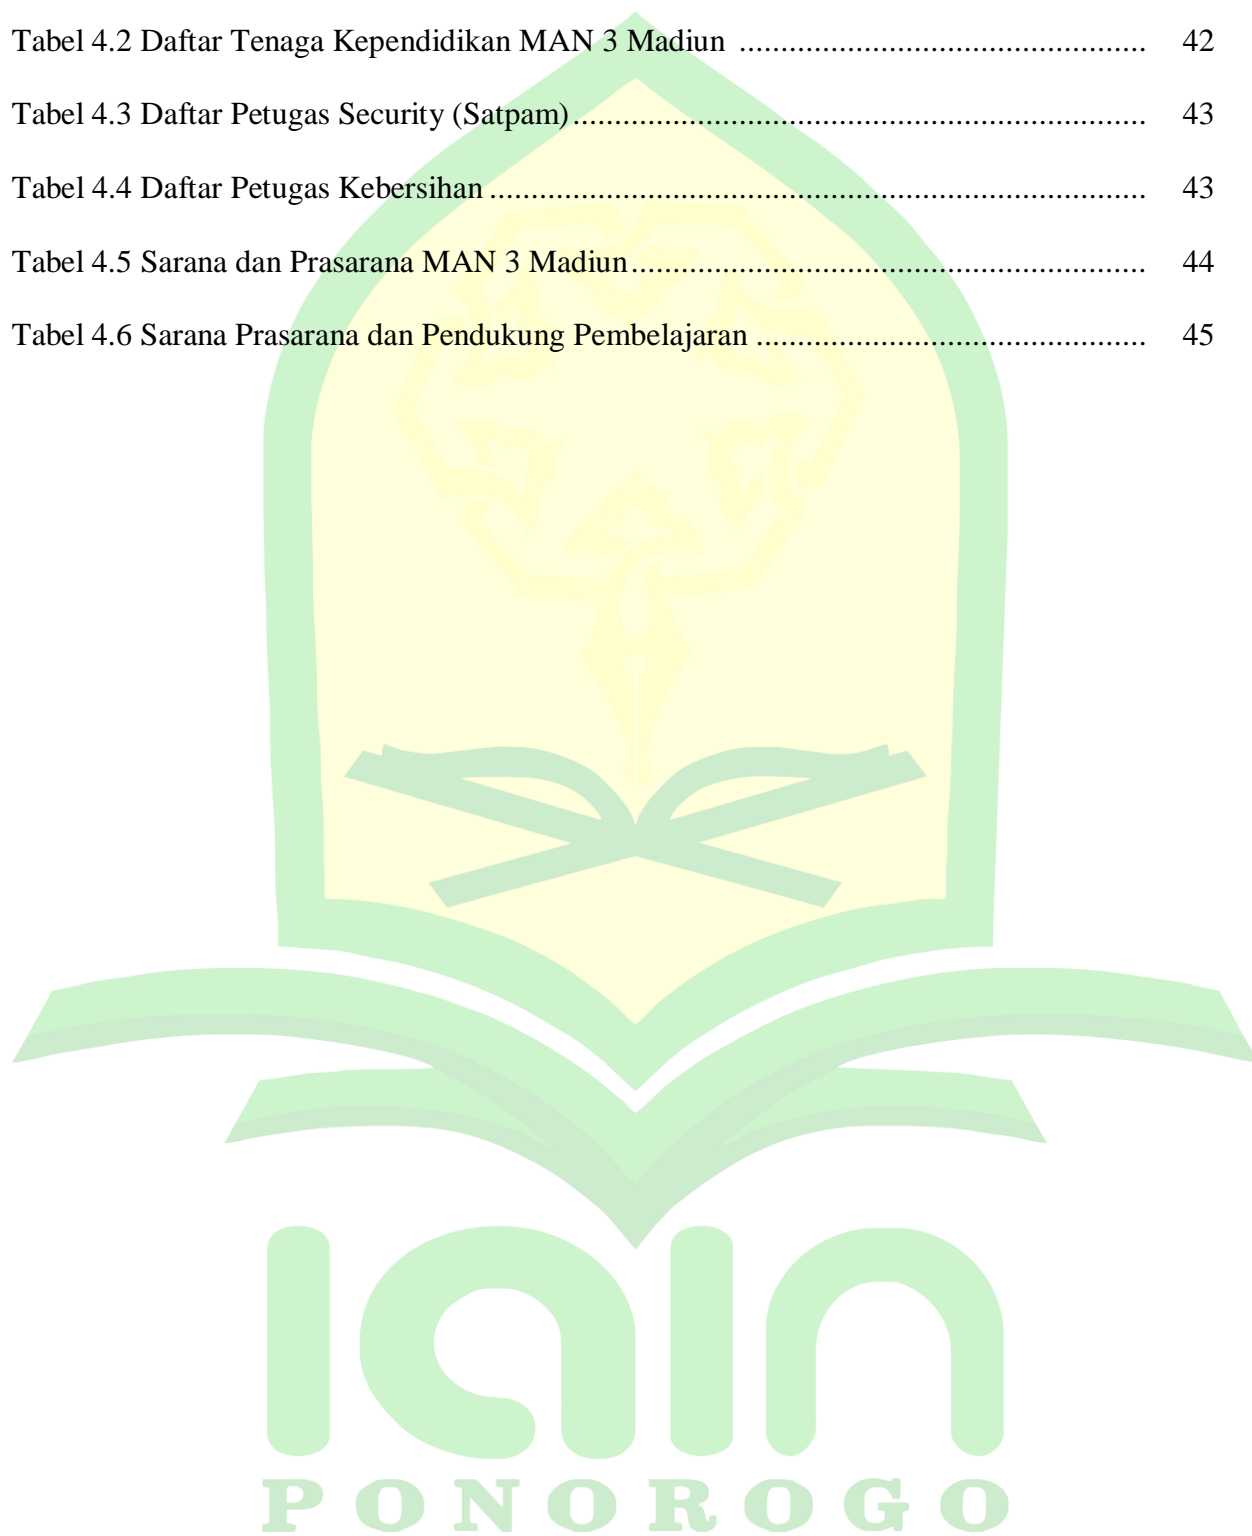 Tabel 4.2 Daftar Tenaga Kependidikan MAN 3 Madiun ................................................ 42
Tabel 4.3 Daftar Petugas Security (Satpam)..................................................................... 43
Tabel 4.4 Daftar Petugas Kebersihan ............................................................................... 43
Tabel 4.5 Sarana dan Prasarana MAN 3 Madiun.............................................................. 44
Tabel 4.6 Sarana Prasarana dan Pendukung Pembelajaran .............................................. 45
iain
PONOROGO